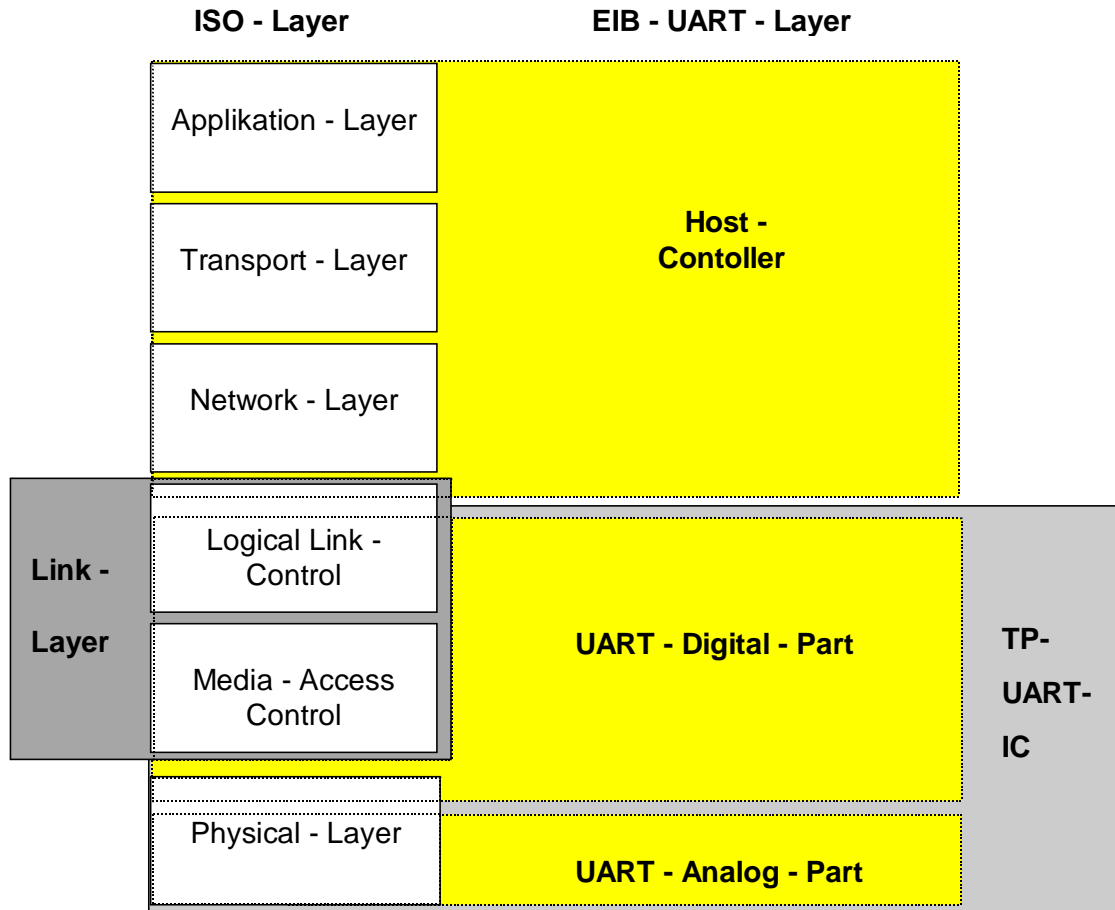 ISO - Layer
EIB - UART - Layer
Applikation - Layer
Transport - Layer
Host -
Contoller
Network - Layer
Link -
Layer
Logical Link -
Control
Media - Access
Control
UART - Digital - Part
TP-
UART-
IC
Physical - Layer
UART - Analog - Part